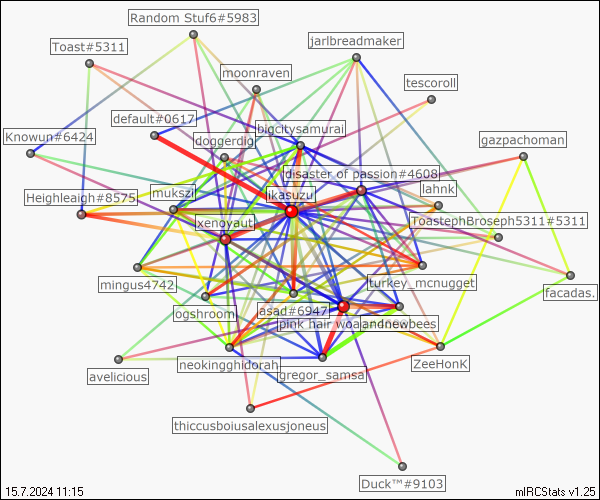 Random Stuf6#5983
jarlbreadmaker
Toast#5311
moonraven
tescoroll
default#0617
bigcitysamurai
Knowun#6424
doggerdig
gazpachoman
disaster of passion#4608
mukszi
ikasuzu
lahnk
Heighleigh#8575
xenoyaut
ToastephBroseph5311#5311
mingus4742
turkey_mcnugget
facadas.
ogshroom
asad#6947
pink hair woman
andnewbees
neokingghidorah
ZeeHonK
avelicious
gregor_samsa
thiccusboiusalexusjoneus
Duck™#9103
15.7.2024 11:15
mIRCStats v1.25